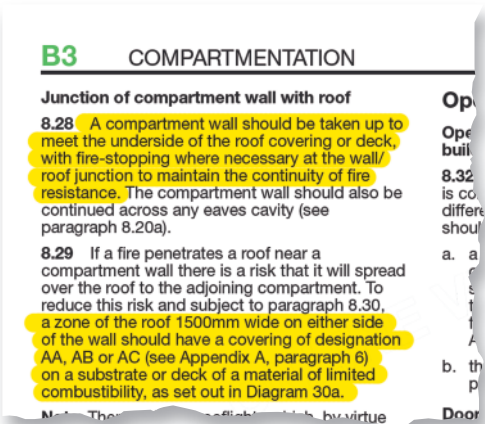 B3 COMPARTMENTATION
Junction of compartment wall with roof
8.28 A compartment wall should be taken up to
meet the underside of the roof covering or deck,
with fire-stopping where necessary at the wall/
roof junction to maintain the continuity of fire
resistance. The compartment wall should also be
continued across any eaves cavity (see
paragraph 8.20a).
8.29 If a fire penetrates a roof near a
compartment wall there is a risk that it will spread
over the roof to the adjoining compartment. To
reduce this risk and subject to paragraph 8.30,
a zone of the roof 1500mm wide on either side
of the wall should have a covering of designation
AA, AB or AC (see Appendix A, paragraph 6)
on a substrate or deck of a material of limited
combustibility, as set out in Diagram 30a.
by virtue
8.32
is
a. a
b.
Door